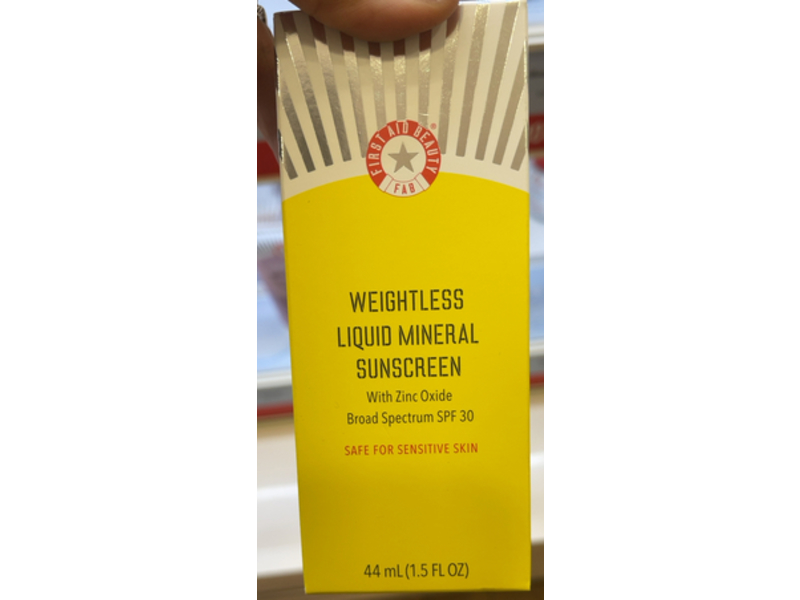 FIRST AID BEAUTY®
FAB
WEIGHTLESS
LIQUID MINERAL
SUNSCREEN
With Zinc Oxide
Broad Spectrum SPF 30
SAFE FOR SENSITIVE SKIN
44 mL (1.5 FL OZ)